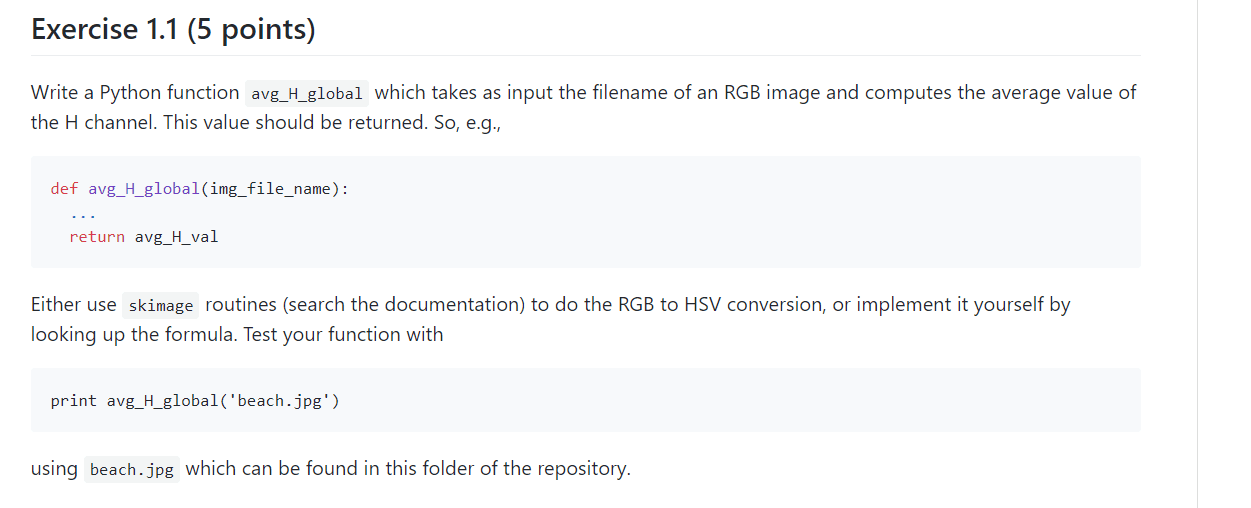 Exercise 1.1 (5 points)
Write a Python function avg_H_global which takes as input the filename of an RGB image and computes the average value of
the H channel. This value should be returned. So, e.g.,
def avg_H_global(img_file_name):
  ...
  return avg_H_val
Either use skimage routines (search the documentation) to do the RGB to HSV conversion, or implement it yourself by
looking up the formula. Test your function with
print avg_H_global('beach.jpg')
using beach.jpg which can be found in this folder of the repository.